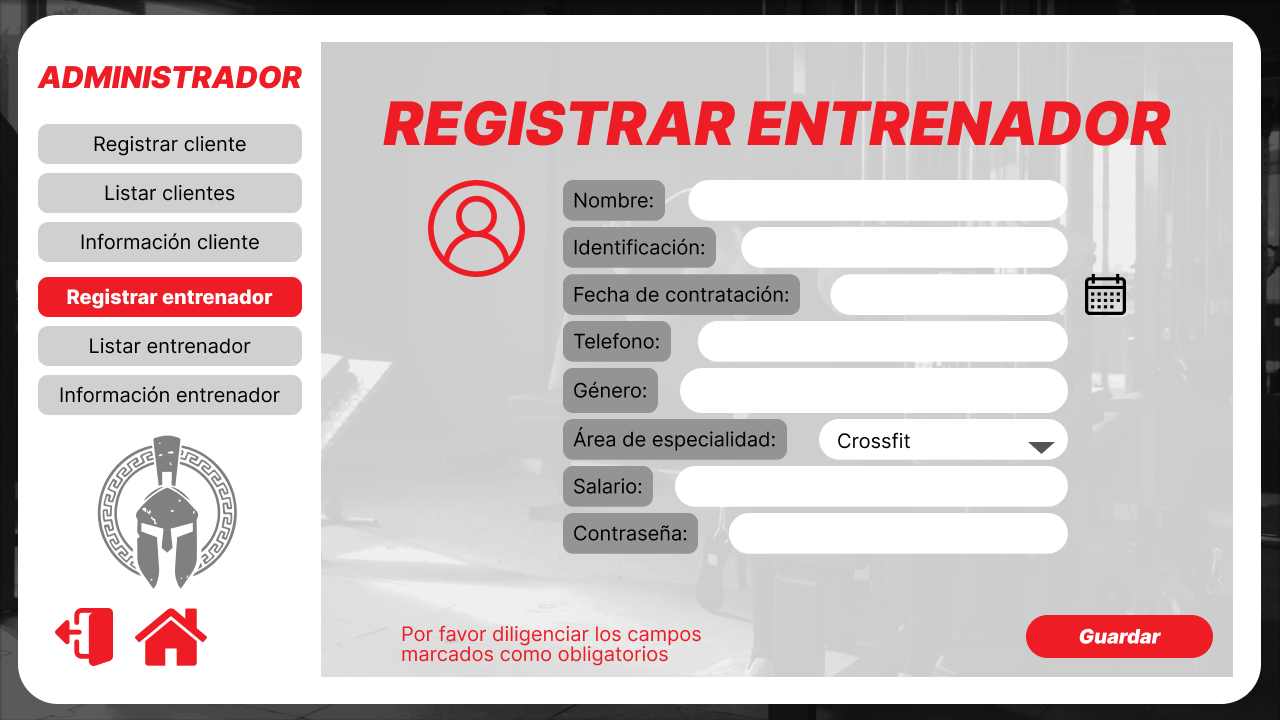 ADMINISTRADOR
Registrar cliente
Listar clientes
Información cliente
Registrar entrenador
Listar entrenador
Información entrenador
REGISTRAR ENTRENADOR
Nombre:
Identificación:
Fecha de contratación:
Telefono:
Género:
Área de especialidad:
Crossfit
Salario:
Contraseña:
Por favor diligenciar los campos
marcados como obligatorios
Guardar